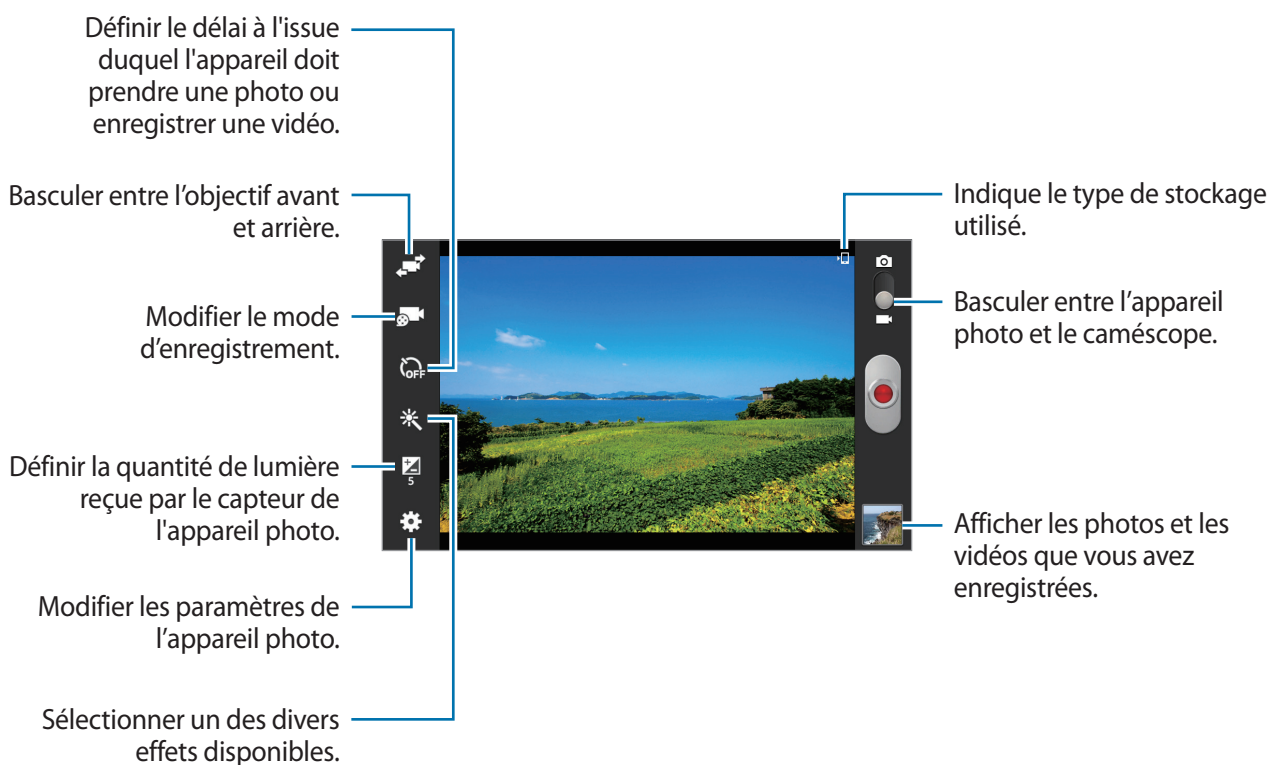 Définir le délai à l'issue
duquel l'appareil doit
prendre une photo ou
enregistrer une vidéo.
Basculer entre l’objectif avant
et arrière.
Modifier le mode
d’enregistrement.
Définir la quantité de lumière
reçue par le capteur de
l'appareil photo.
Modifier les paramètres de
l’appareil photo.
Sélectionner un des divers
effets disponibles.
OFF
5
Indique le type de stockage
utilisé.
Basculer entre l’appareil
photo et le caméscope.
Afficher les photos et les
vidéos que vous avez
enregistrées.